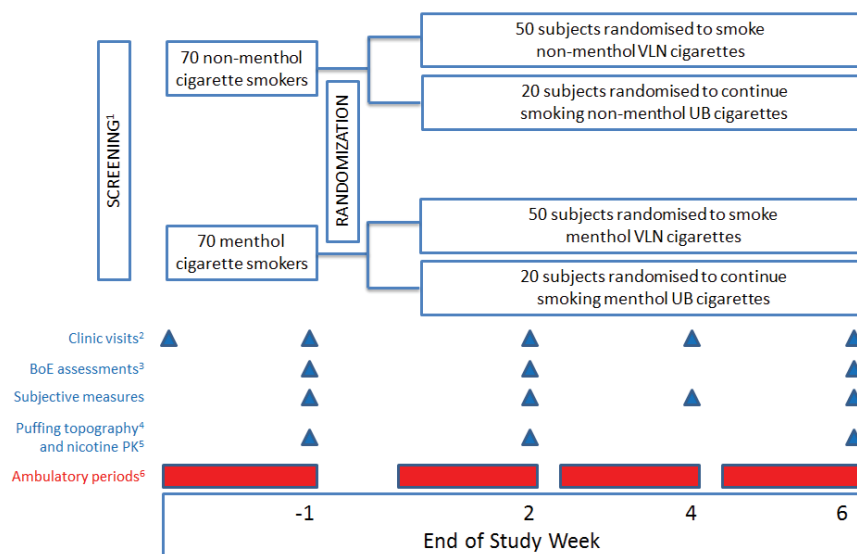 SCREENING¹
70 non-menthol
cigarette smokers
RANDOMIZATION
50 subjects randomised to smoke
non-menthol VLN cigarettes
20 subjects randomised to continue
smoking non-menthol UB cigarettes
70 menthol
cigarette smokers
50 subjects randomised to smoke
menthol VLN cigarettes
20 subjects randomised to continue
smoking menthol UB cigarettes
Clinic visits²
BoE assessments³
Subjective measures
Puffing topography⁴
and nicotine PK⁵
Ambulatory periods⁶
-1 2 4 6
End of Study Week